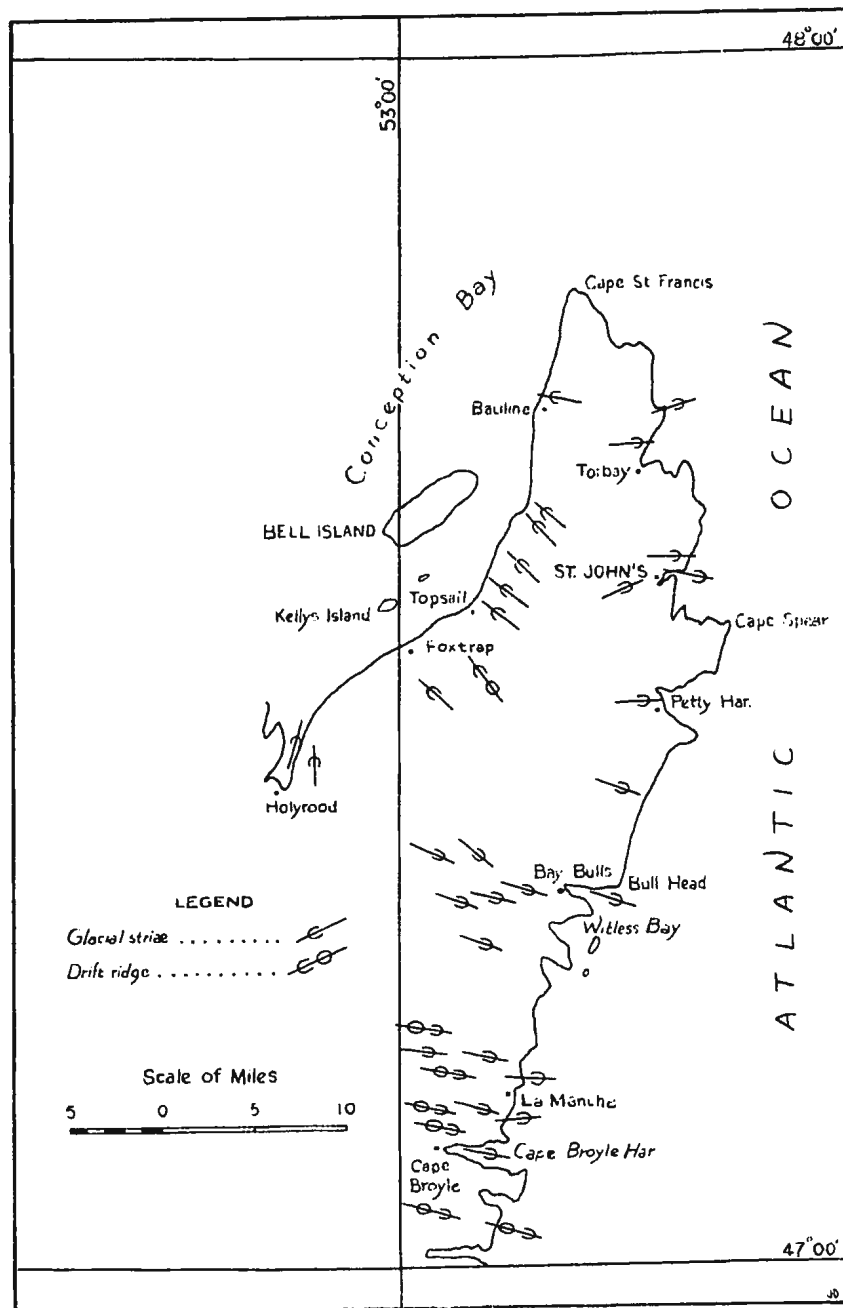 48°00'
53°00'
Cape St Francis
Conception Bay
Bauline
OCEAN
Torbay
BELL ISLAND
ST. JOHN'S
Topsail
Kellys Island
Cape Spear
Foxtrap
Petty Har.
ATLANTIC
Holyrood
Bay Bulls
Bull Head
Witless Bay
LEGEND
Glacial striae ..........
Drift ridge ............
Scale of Miles
5 0 5 10
La Manche
Cape Broyle Har
Cape
Broyle
47°00'
JD